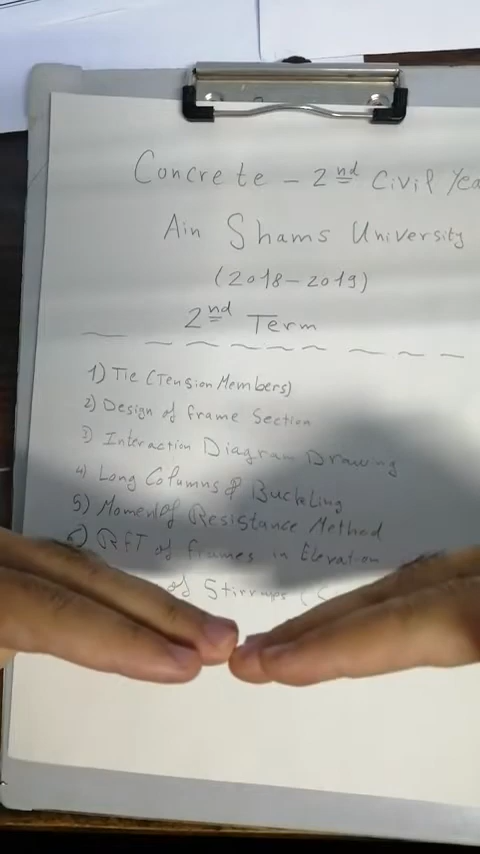 Concrete - 2nd Civil Yea
Ain Shams University
(2018-2019)
2nd Term
1) Tie (Tension Members)
2) Design of frame Section
3) Interaction Diagram Drawing
4) Long Columns & Buckling
5) Moment of Resistance Method
6) RFT of frames in Elevation
of Stirrups (